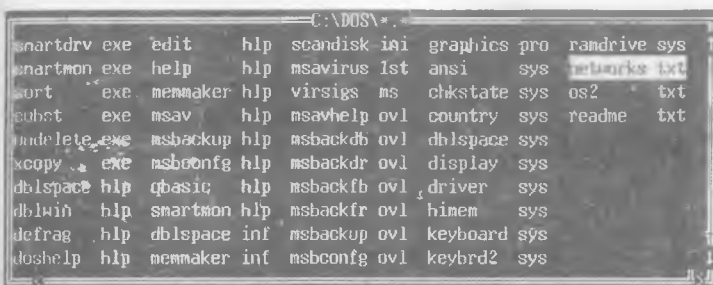 C:\DOS\*.*
smartdrv exe edit hlp scandisk ini graphics pro ramdrive sys
smartmon exe help hlp msavirus lst ansi sys networks txt
sort exe memmaker hlp virsigs ms chkstate sys os2 txt
subst exe msav hlp msavhelp ovl country sys readme txt
undelete exe msbackup hlp msbackdb ovl dblspace sys
xcopy exe msbconfg hlp msbackdr ovl display sys
dblspace hlp qbasic hlp msbackfb ovl driver sys
dblwin hlp smartmon hlp msbackfr ovl himem sys
defrag hlp dblspace inf msbackup ovl keyboard sys
doshelp hlp memmaker inf msbconfg ovl keybrd2 sys